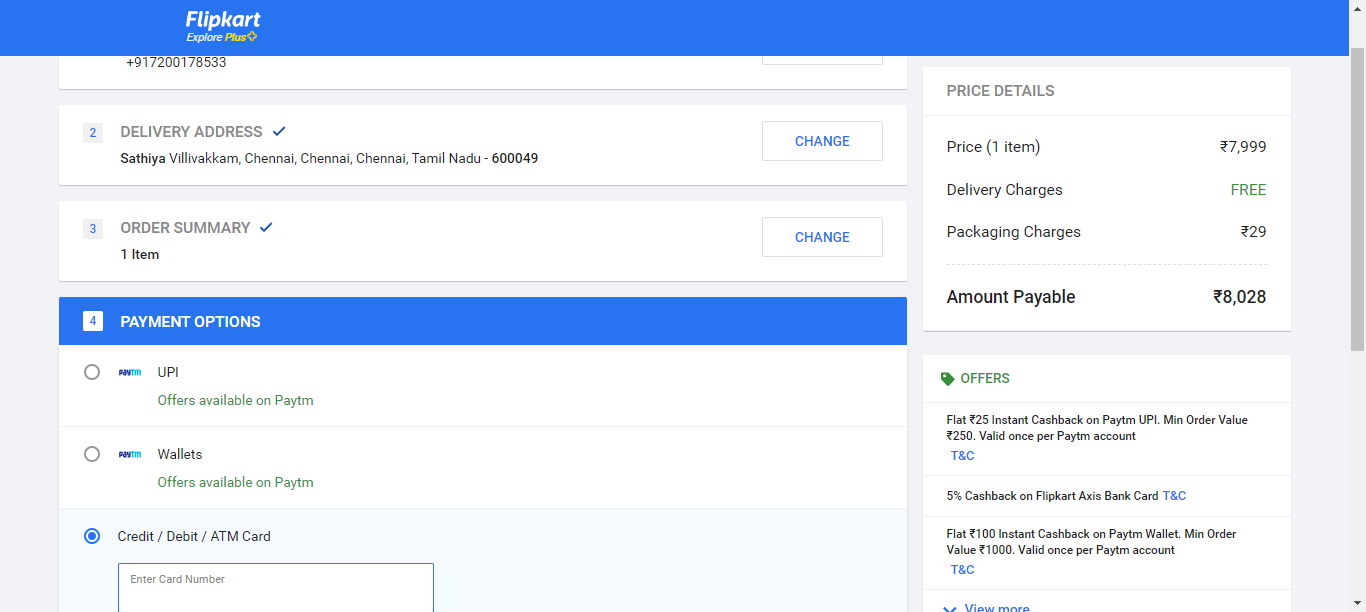 Flipkart
Explore Plus
+917200178533
2 DELIVERY ADDRESS
CHANGE
Sathiya Villivakkam, Chennai, Chennai, Chennai, Tamil Nadu - 600049
3 ORDER SUMMARY
CHANGE
1 Item
4 PAYMENT OPTIONS
paytm UPI
Offers available on Paytm
paytm Wallets
Offers available on Paytm
Credit / Debit / ATM Card
Enter Card Number
PRICE DETAILS
Price (1 item) ₹7,999
Delivery Charges FREE
Packaging Charges ₹29
Amount Payable ₹8,028
OFFERS
Flat ₹25 Instant Cashback on Paytm UPI. Min Order Value
₹250. Valid once per Paytm account
T&C
5% Cashback on Flipkart Axis Bank Card T&C
Flat ₹100 Instant Cashback on Paytm Wallet. Min Order
Value ₹1000. Valid once per Paytm account
T&C
View more